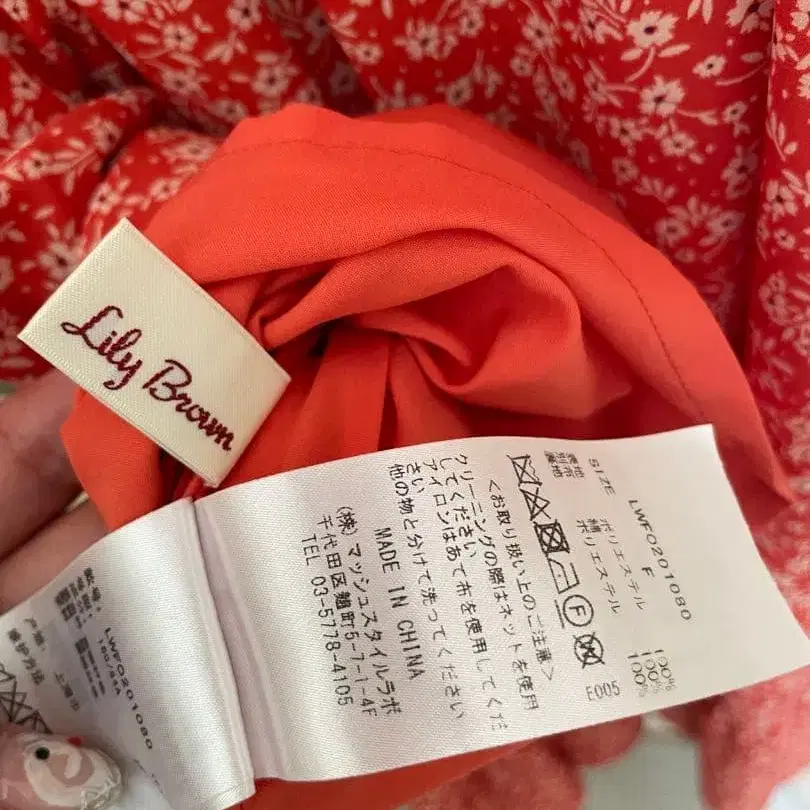 Lily Brown
LWFO201080
SIZE F
表地 ポリエステル 100%
別布 綿 100%
裏地 ポリエステル 100%
E005
<お取り扱い上のご注意>
クリーニングの際はネットを使用
してください
アイロンはあて布を使用してくだ
さい
他の物と分けて洗ってください
MADE IN CHINA
(株)マッシュスタイルラボ
千代田区麹町5-7-1-4F
TEL 03-5778-4105
LWFO201080